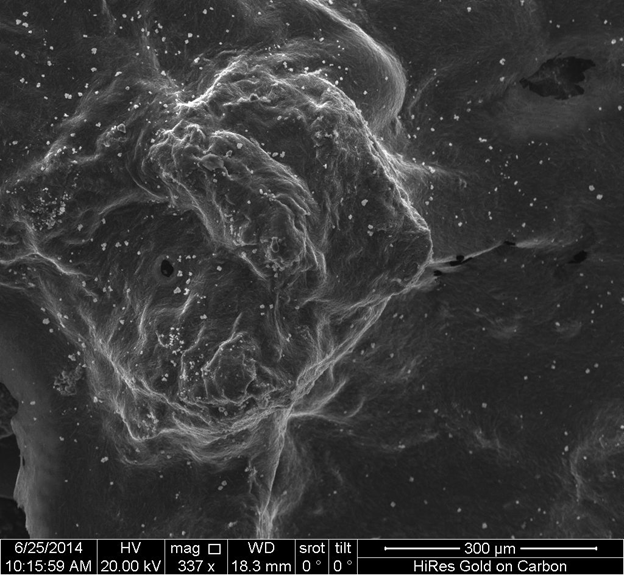 6/25/2014 HV mag WD srot tilt 300 µm
10:15:59 AM 20.00 kV 337 x 18.3 mm 0 ° 0 ° HiRes Gold on Carbon